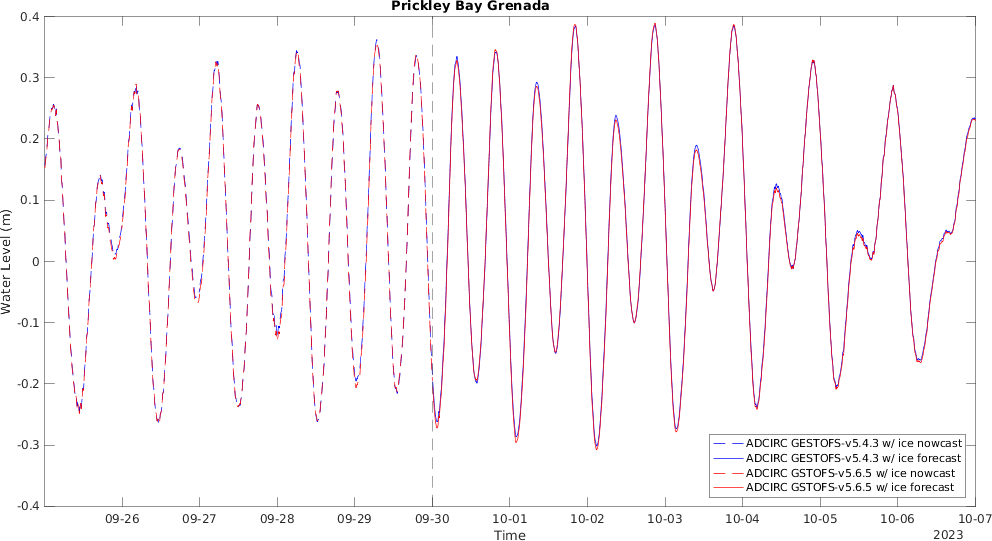 Prickley Bay Grenada
0.4
0.3
0.2
0.1
0
-0.1
-0.2
-0.3
-0.4
Water Level (m)
ADCIRC GESTOFS-v5.4.3 w/ ice nowcast
ADCIRC GESTOFS-v5.4.3 w/ ice forecast
ADCIRC GSTOFS-v5.6.5 w/ ice nowcast
ADCIRC GSTOFS-v5.6.5 w/ ice forecast
09-26 09-27 09-28 09-29 09-30 10-01 10-02 10-03 10-04 10-05 10-06 10-07
Time
2023